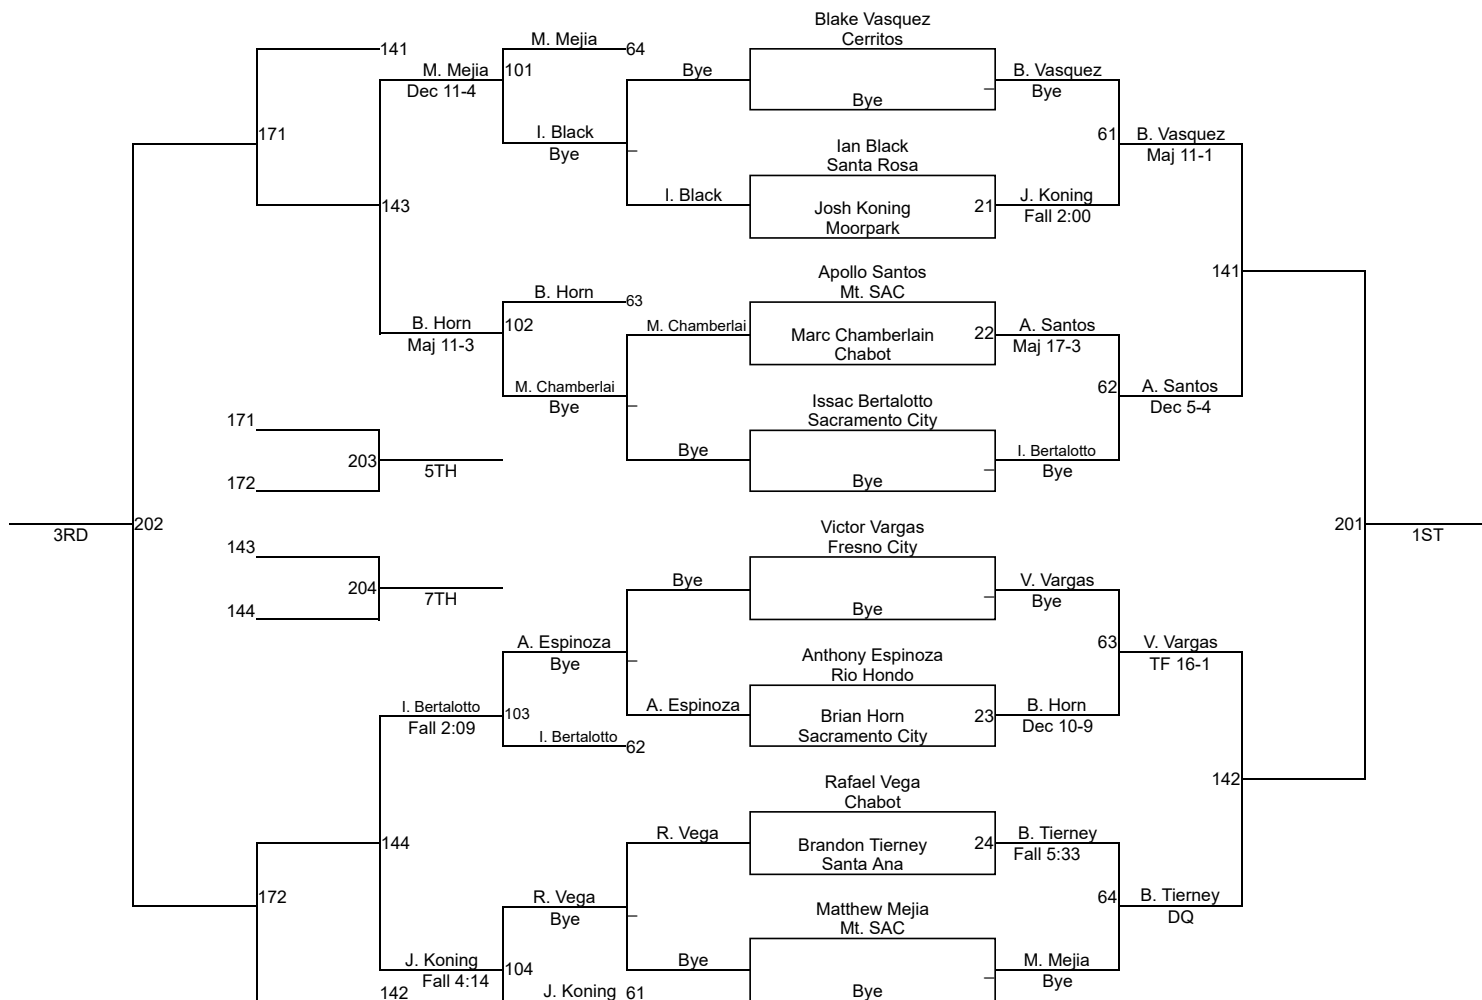 Blake Vasquez
Cerritos
M. Mejia 64
141
M. Mejia 101 Bye B. Vasquez
Dec 11-4 Bye Bye
171 I. Black 61 B. Vasquez
Bye Ian Black Maj 11-1
Santa Rosa
I. Black J. Koning
143 Josh Koning 21 Fall 2:00
Moorpark
Apollo Santos 141
Mt. SAC
B. Horn 63
B. Horn 102 M. Chamberlai A. Santos
Maj 11-3 Marc Chamberlain 22 Maj 17-3
Chabot
M. Chamberlai 62 A. Santos
Bye Issac Bertalotto Dec 5-4
Sacramento City
171
203 5TH Bye I. Bertalotto
172 Bye Bye
3RD 202 201 1ST
Victor Vargas
143 Fresno City
204 7TH Bye V. Vargas
144 Bye Bye
A. Espinoza 63 V. Vargas
Bye Anthony Espinoza TF 16-1
Rio Hondo
I. Bertalotto 103 A. Espinoza B. Horn
Fall 2:09 Brian Horn 23 Dec 10-9
I. Bertalotto 62 Sacramento City
142
Rafael Vega
Chabot
144 R. Vega B. Tierney
Brandon Tierney 24 Fall 5:33
Santa Ana
172 R. Vega 64 B. Tierney
Bye Matthew Mejia DQ
Mt. SAC
J. Koning 104 Bye M. Mejia
Fall 4:14 Bye
142 J. Koning 61 Bye